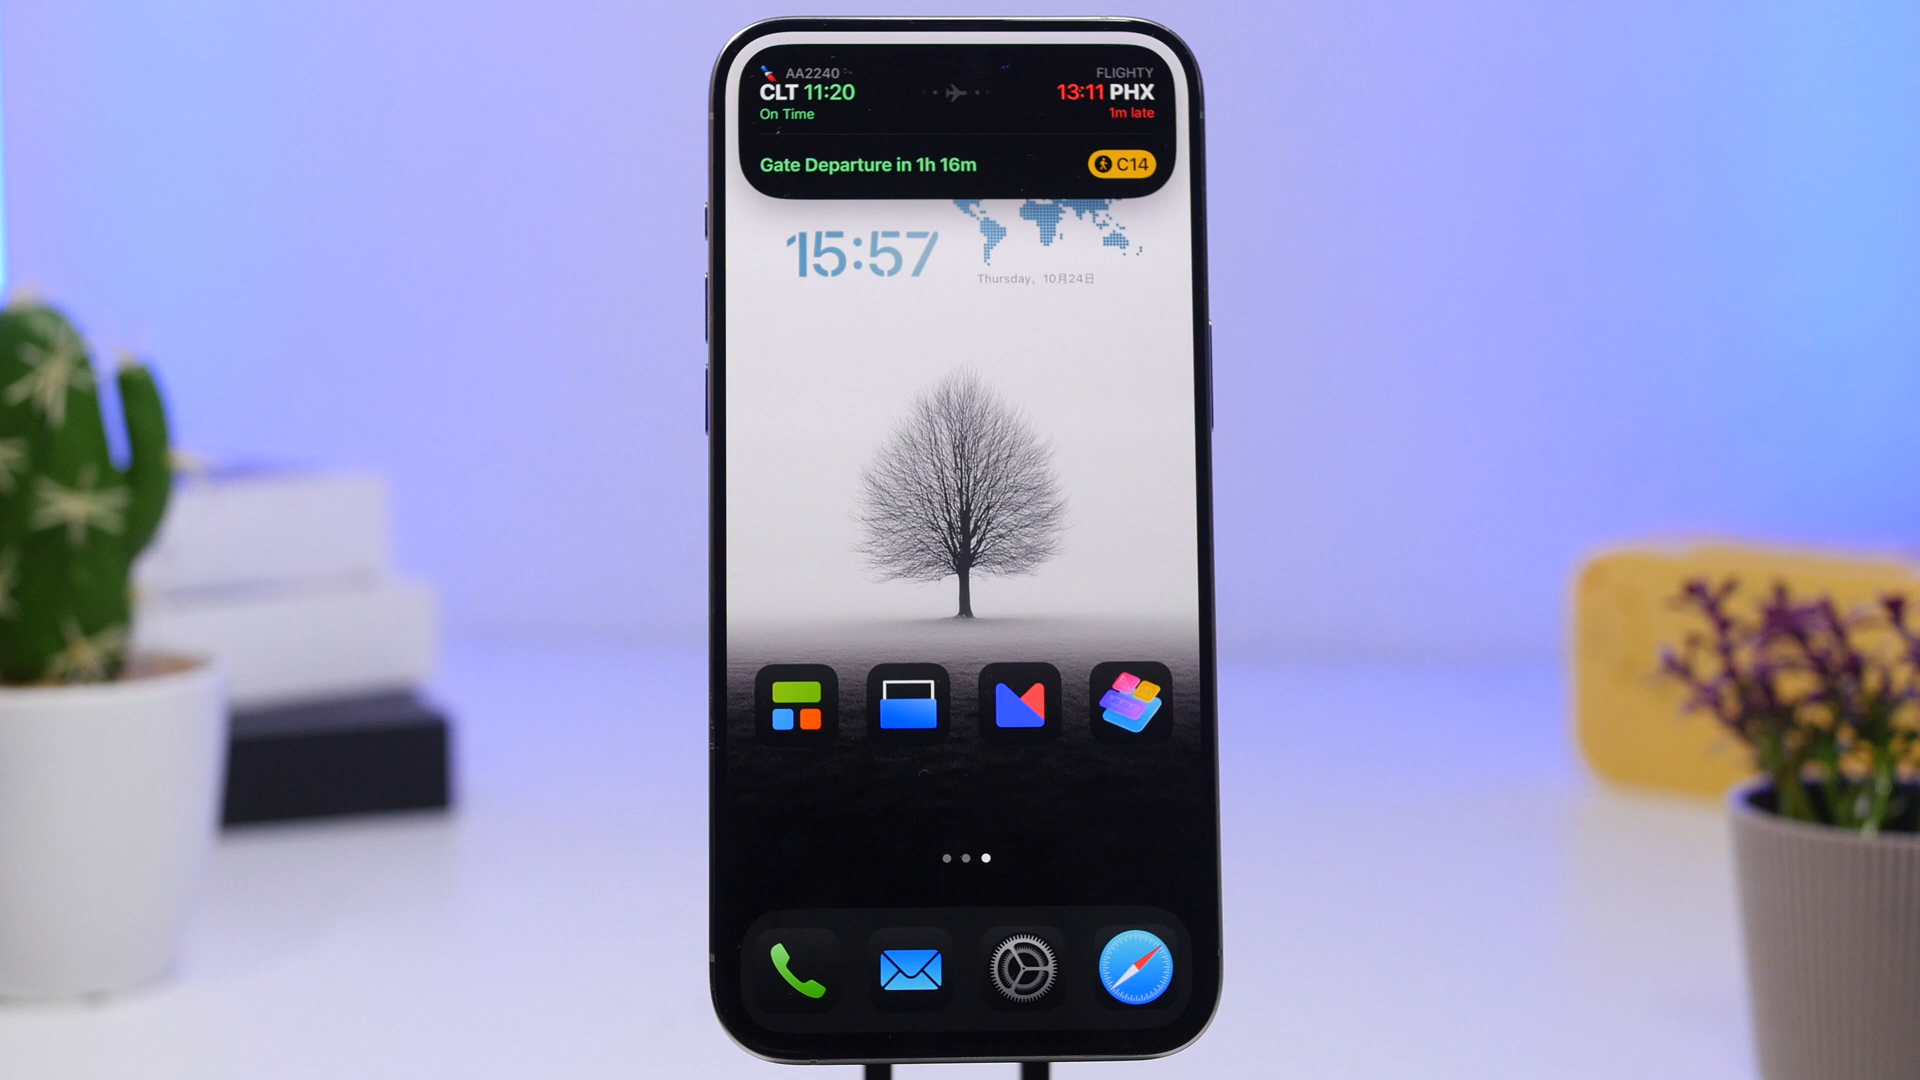 AA2240
FLIGHTY
CLT 11:20
13:11 PHX
On Time
1m late
Gate Departure in 1h 16m
C14
15:57
Thursday, 10月24日